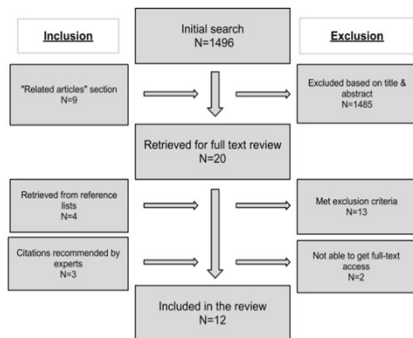 Inclusion
Initial search
N=1496
Exclusion
"Related articles" section
N=9
Excluded based on title &
abstract
N=1485
Retrieved for full text review
N=20
Retrieved from reference
lists
N=4
Met exclusion criteria
N=13
Citations recommended by
experts
N=3
Not able to get full-text
access
N=2
Included in the review
N=12